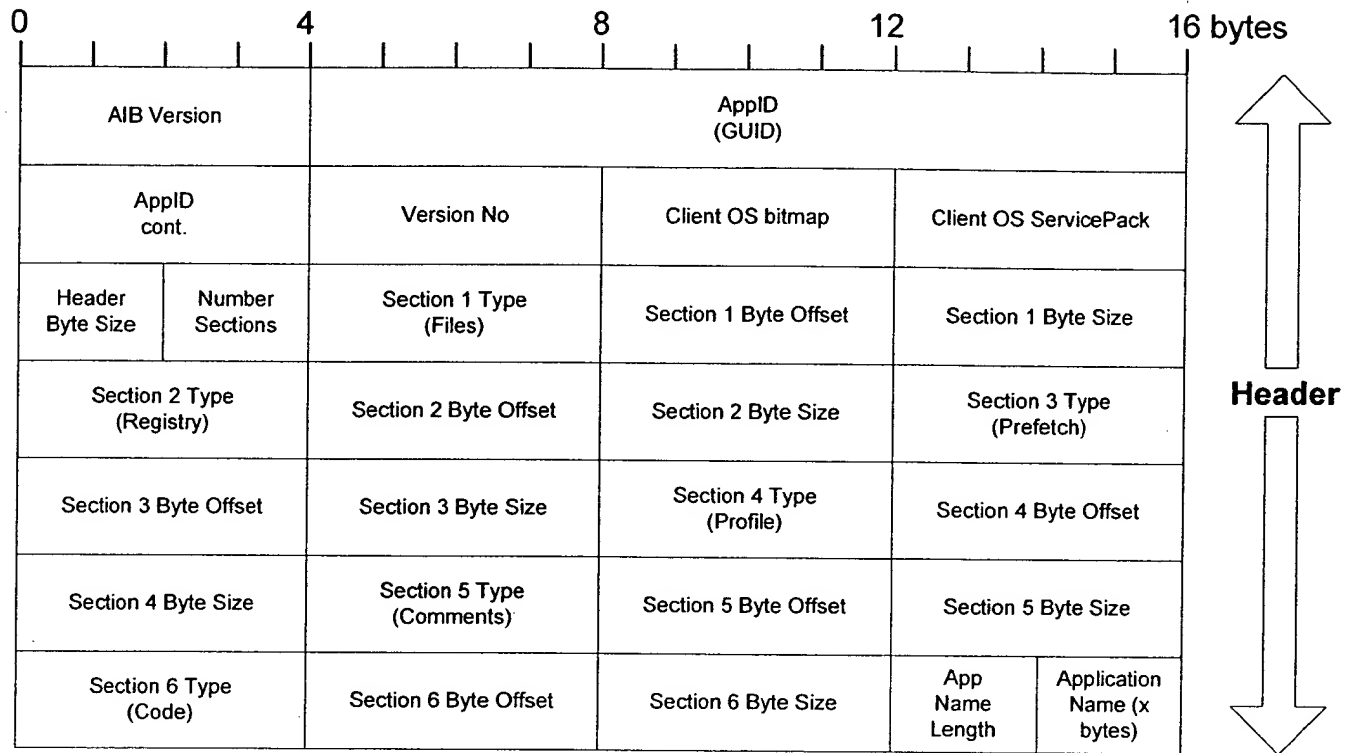 0 4 8 12 16 bytes
AIB Version
AppID
(GUID)
AppID
cont.
Version No
Client OS bitmap
Client OS ServicePack
Header
Byte Size
Number
Sections
Section 1 Type
(Files)
Section 1 Byte Offset
Section 1 Byte Size
Section 2 Type
(Registry)
Section 2 Byte Offset
Section 2 Byte Size
Section 3 Type
(Prefetch)
Header
Section 3 Byte Offset
Section 3 Byte Size
Section 4 Type
(Profile)
Section 4 Byte Offset
Section 4 Byte Size
Section 5 Type
(Comments)
Section 5 Byte Offset
Section 5 Byte Size
Section 6 Type
(Code)
Section 6 Byte Offset
Section 6 Byte Size
App
Name
Length
Application
Name (x
bytes)